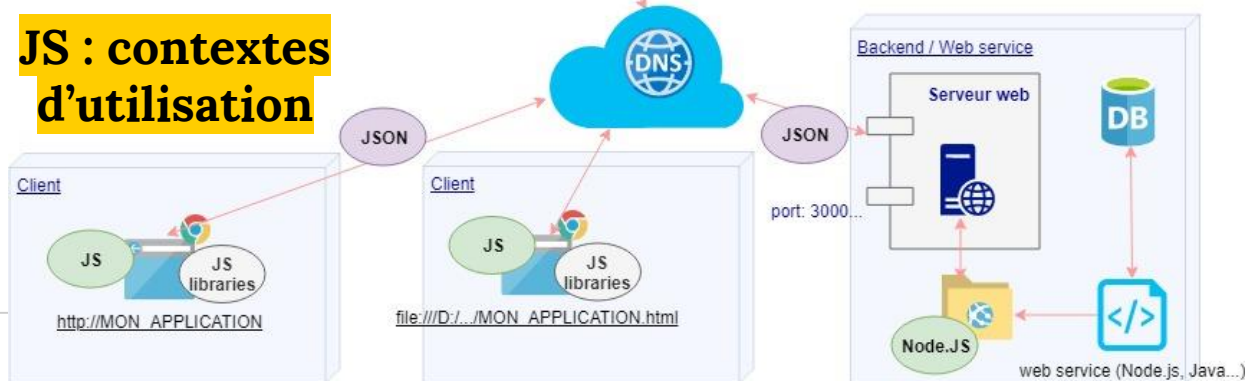 JS : contextes
d’utilisation
DNS
JSON
JSON
Client
JS
JS
libraries
http://MON_APPLICATION
Client
JS
JS
libraries
file:///D:/.../MON_APPLICATION.html
Backend / Web service
Serveur web
DB
port: 3000...
Node.JS
</>
web service (Node.js, Java...)